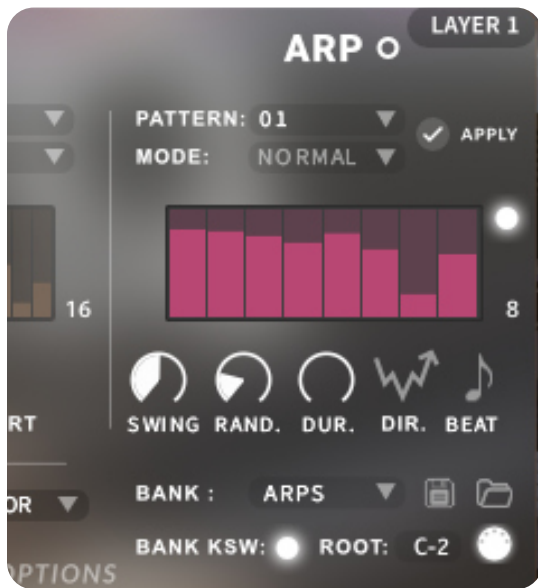 LAYER 1
ARP
PATTERN: 01
APPLY
MODE: NORMAL
16
8
RT
SWING RAND. DUR. DIR. BEAT
BANK : ARPS
OR
BANK KSW: ROOT: C-2
OPTIONS